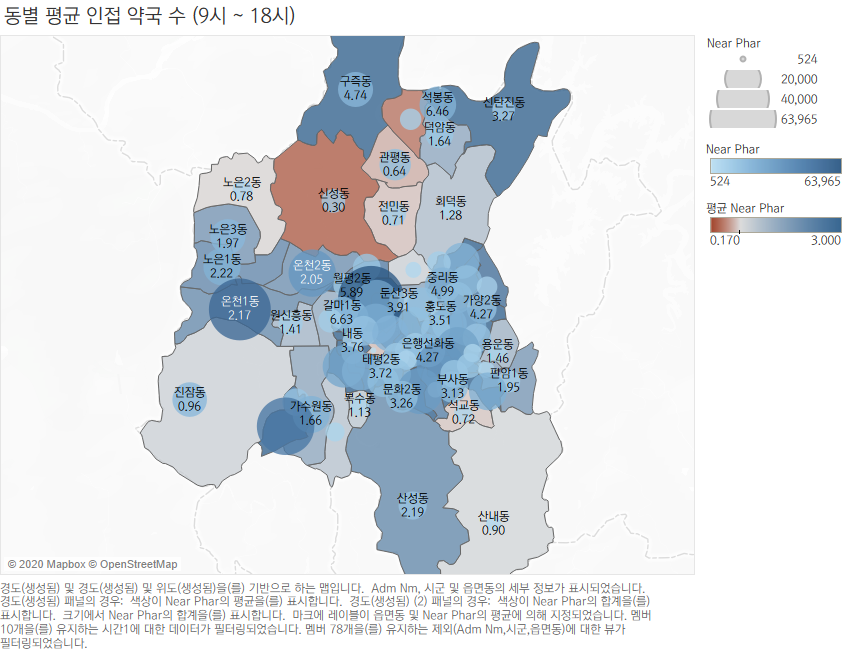 동별 평균 인접 약국 수 (9시 ~ 18시)
구즉동
4.74
석봉동
6.46
신탄진동
3.27
덕암동
1.64
관평동
0.64
노은2동
0.78
신성동
0.30
전민동
0.71
회덕동
1.28
노은3동
1.97
노은1동
2.22
온천2동
2.05
월평2동
5.89
중리동
4.99
둔산3동
3.91
가양2동
4.27
온천1동
2.17
원신흥동
1.41
갈마1동
6.63
홍도동
3.51
내동
3.76
은행선화동
4.27
용운동
1.46
태평2동
3.72
판암1동
1.95
부사동
3.13
문화2동
3.26
진잠동
0.96
가수원동
1.66
복수동
1.13
석교동
0.72
산성동
2.19
산내동
0.90
© 2020 Mapbox © OpenStreetMap
Near Phar
524
20,000
40,000
63,965
Near Phar
524 63,965
평균 Near Phar
0.170 3.000
경도(생성됨) 및 경도(생성됨) 및 위도(생성됨)을(를) 기반으로 하는 맵입니다. Adm Nm, 시군 및 읍면동의 세부 정보가 표시되었습니다.
경도(생성됨) 패널의 경우: 색상이 Near Phar의 평균을(를) 표시합니다. 경도(생성됨) (2) 패널의 경우: 색상이 Near Phar의 합계을(를)
표시합니다. 크기에서 Near Phar의 합계을(를) 표시합니다. 마크에 레이블이 읍면동 및 Near Phar의 평균에 의해 지정되었습니다. 멤버
10개을(를) 유지하는 시간1에 대한 데이터가 필터링되었습니다. 멤버 78개을(를) 유지하는 제외(Adm Nm,시군,읍면동)에 대한 뷰가
필터링되었습니다.